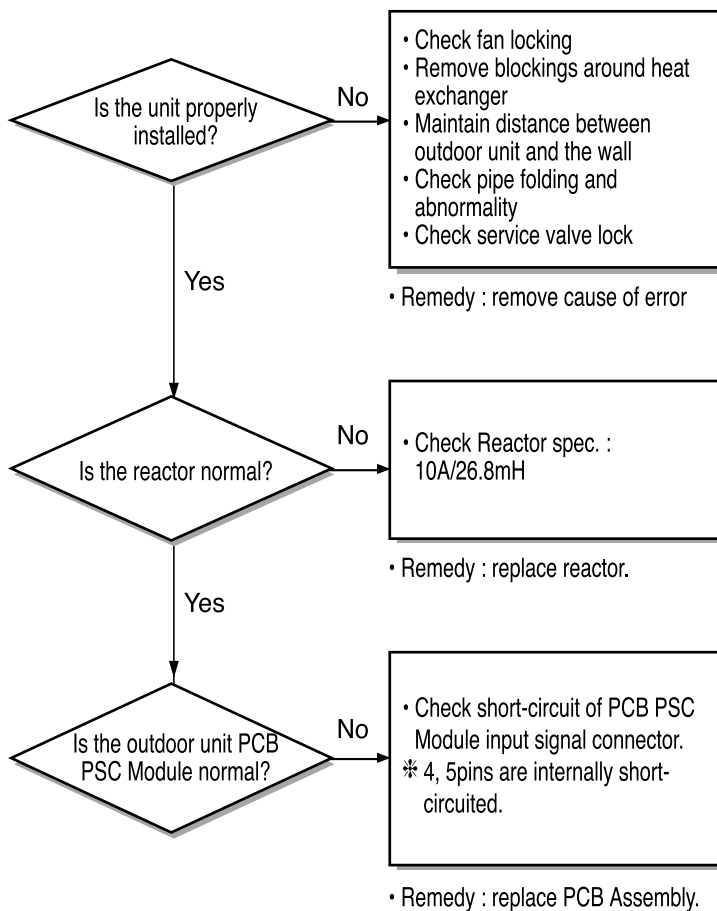 Is the unit properly
installed?
No
• Check fan locking
• Remove blockings around heat
exchanger
• Maintain distance between
outdoor unit and the wall
• Check pipe folding and
abnormality
• Check service valve lock
• Remedy : remove cause of error
Yes
Is the reactor normal?
No
• Check Reactor spec. :
10A/26.8mH
• Remedy : replace reactor.
Yes
Is the outdoor unit PCB
PSC Module normal?
No
• Check short-circuit of PCB PSC
Module input signal connector.
❈ 4, 5pins are internally short-
circuited.
• Remedy : replace PCB Assembly.